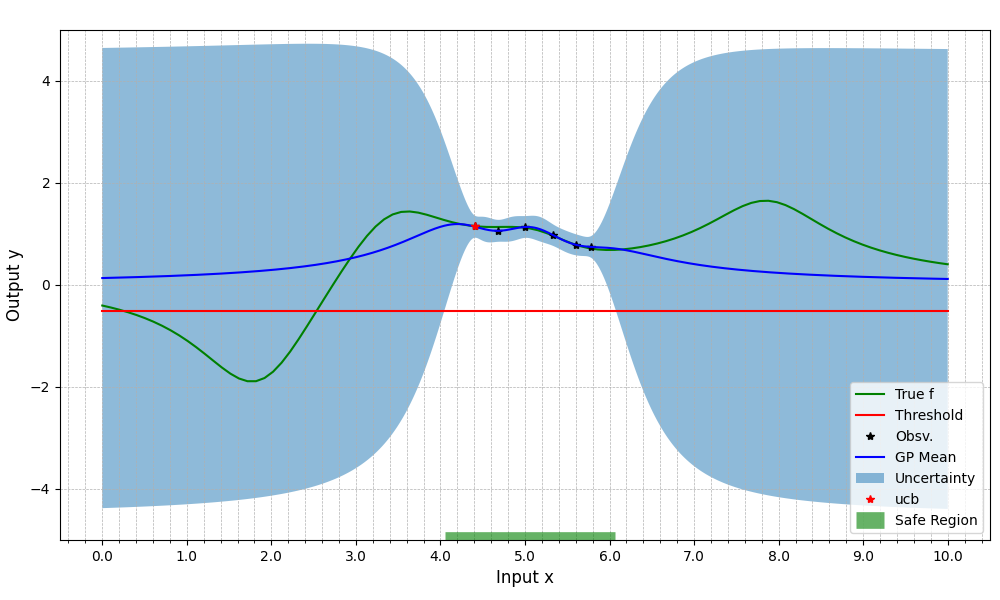 Output y
4
2
0
−2
−4
0.0 1.0 2.0 3.0 4.0 5.0 6.0 7.0 8.0 9.0 10.0
Input x
True f
Threshold
Obsv.
GP Mean
Uncertainty
ucb
Safe Region